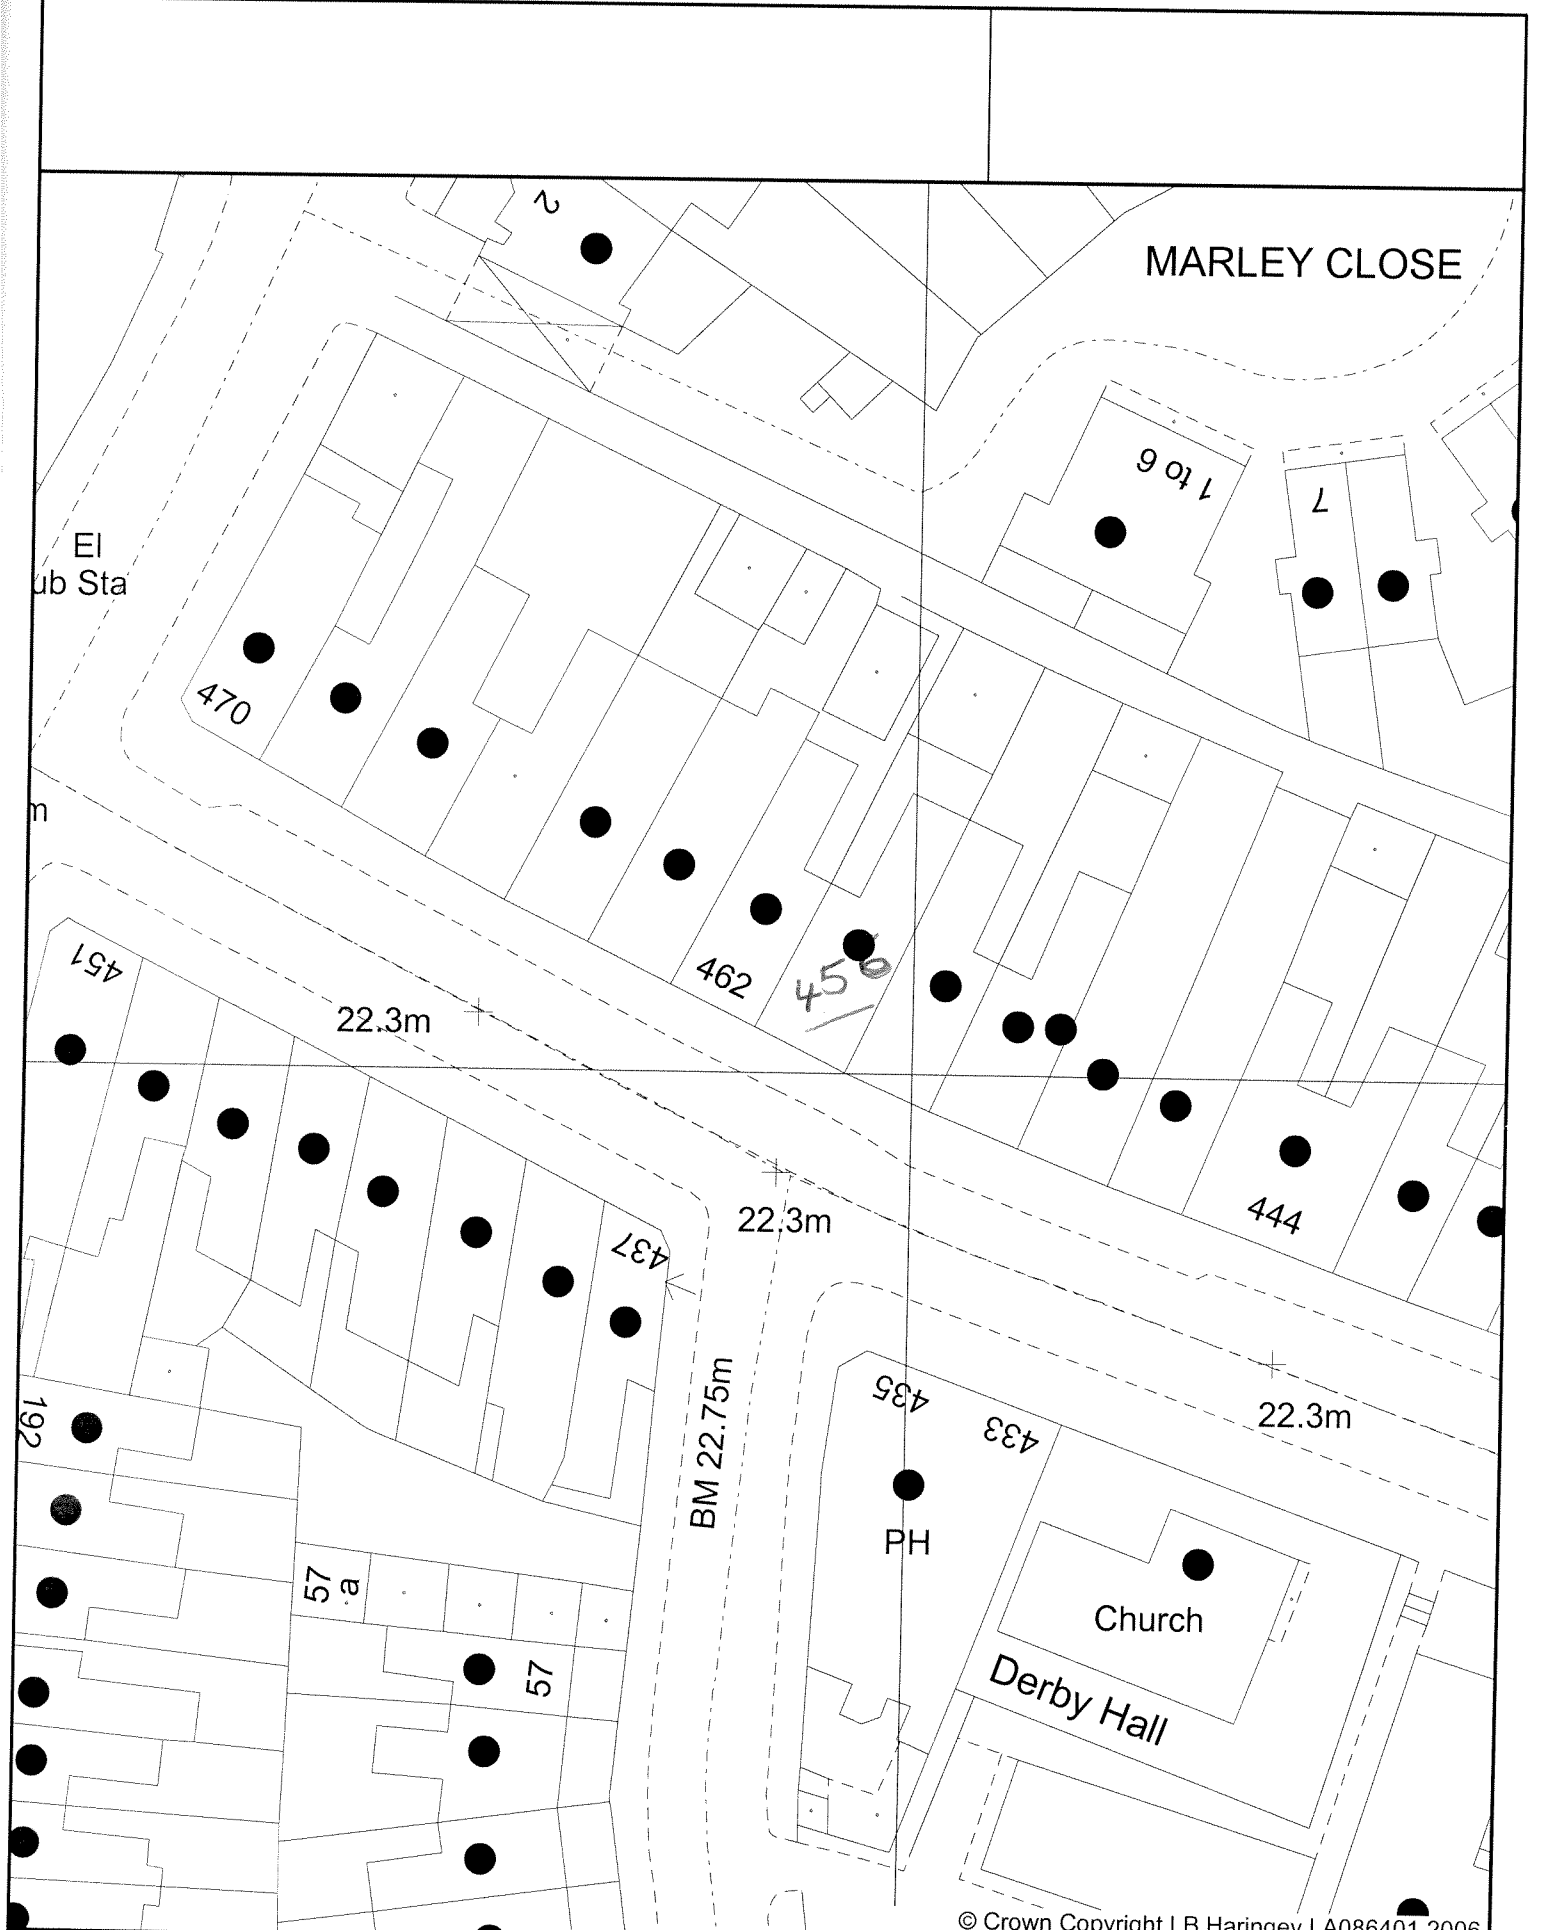 2
MARLEY CLOSE
1 to 6
7
El
ub Sta
470
m
462
456
451
22.3m
22.3m
444
437
22.3m
BM 22.75m
435
433
192
PH
57
a
Church
57
Derby Hall
© Crown Copyright LB Haringey LA086401 2006